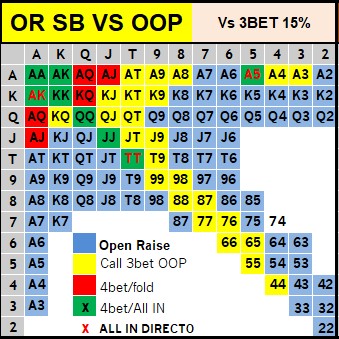 OR SB VS OOP Vs 3BET 15%
A K Q J T 9 8 7 6 5 4 3 2
A AA AK AQ AJ AT A9 A8 A7 A6 A5 A4 A3 A2
K AK KK KQ KJ KT K9 K8 K7 K6 K5 K4 K3 K2
Q AQ KQ QQ QJ QT Q9 Q8 Q7 Q6 Q5 Q4 Q3 Q2
J AJ KJ QJ JJ JT J9 J8 J7 J6
T AT KT QT JT TT T9 T8 T7 T6
9 A9 K9 Q9 J9 T9 99 98 97 96
8 A8 K8 Q8 J8 T8 98 88 87 86 85
7 A7 K7 87 77 76 75 74
6 A6 Open Raise 66 65 64 63
5 A5 Call 3bet OOP 55 54 53
4 A4 4bet/fold 44 43 42
3 A3 X 4bet/All IN 33 32
2 X ALL IN DIRECTO 22